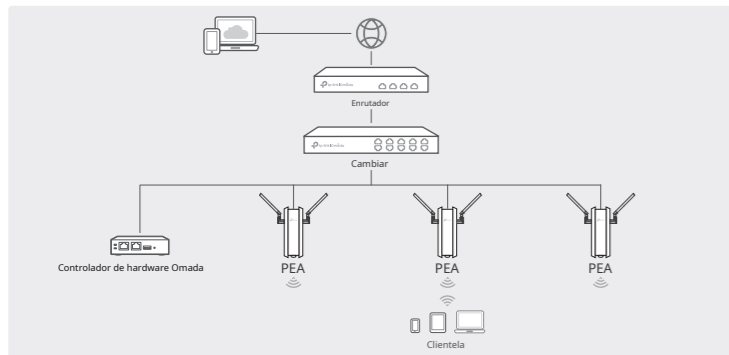 Enrutador
Cambiar
Controlador de hardware Omada
PEA
PEA
PEA
Clientela